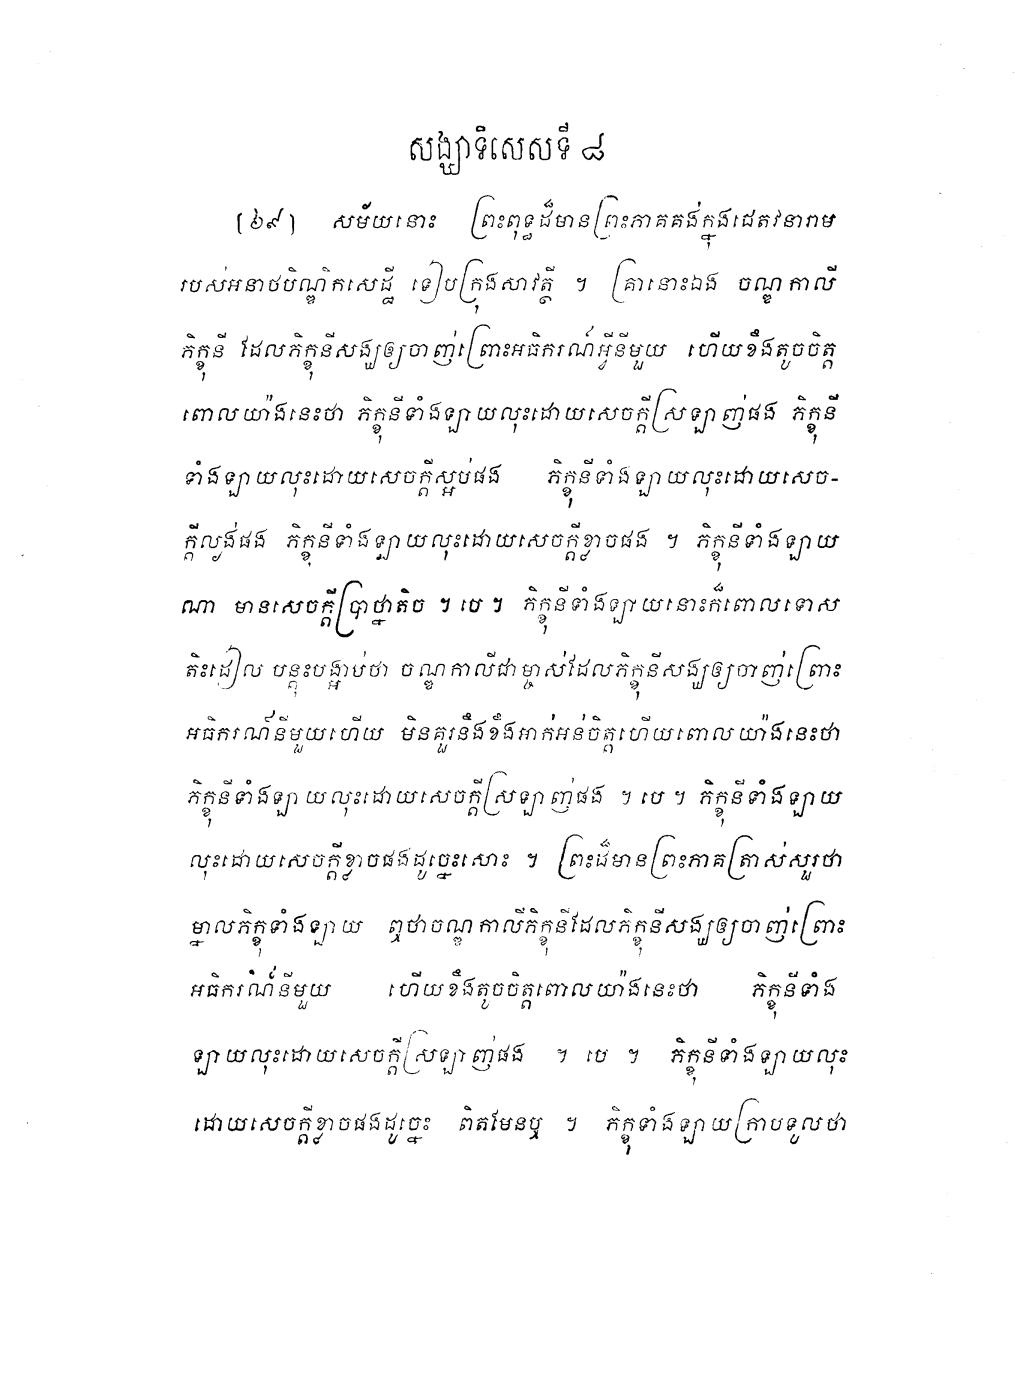 សង្ឃាទិសេសទី ៨
[៦៩] សម័យនោះ ព្រះពុទ្ធដ៏មានព្រះភាគគង់ក្នុងជេតវនារាម
របស់អនាថបិណ្ឌិកសេដ្ឋី ទៀបក្រុងសាវត្ថី ។ គ្រានោះឯង ចណ្ឌកាលី
ភិក្ខុនី ដែលភិក្ខុនីសង្ឃឲ្យចាញ់ព្រោះអធិករណ៍អ្វីនីមួយ ហើយខឹងតូចចិត្ត
ពោលយ៉ាងនេះថា ភិក្ខុនីទាំងឡាយលុះដោយសេចក្តីស្រឡាញ់ផង ភិក្ខុនី
ទាំងឡាយលុះដោយសេចក្តីស្អប់ផង ភិក្ខុនីទាំងឡាយលុះដោយសេច-
ក្តីល្ងង់ផង ភិក្ខុនីទាំងឡាយលុះដោយសេចក្តីខ្លាចផង ។ ភិក្ខុនីទាំងឡាយ
ណា មានសេចក្តីប្រាថ្នាតិច ។ បេ ។ ភិក្ខុនីទាំងឡាយនោះក៏ពោលទោស
តិះដៀល បន្តុះបង្អាប់ថា ចណ្ឌកាលីជាម្ចាស់ដែលភិក្ខុនីសង្ឃឲ្យចាញ់ព្រោះ
អធិករណ៍នីមួយហើយ មិនគួរនឹងខឹងអាក់អន់ចិត្តហើយពោលយ៉ាងនេះថា
ភិក្ខុនីទាំងឡាយលុះដោយសេចក្តីស្រឡាញ់ផង ។ បេ ។ ភិក្ខុនីទាំងឡាយ
លុះដោយសេចក្តីខ្លាចផងដូច្នេះសោះ ។ ព្រះដ៏មានព្រះភាគត្រាស់សួរថា
ម្នាលភិក្ខុទាំងឡាយ ឮថាចណ្ឌកាលីភិក្ខុនីដែលភិក្ខុនីសង្ឃឲ្យចាញ់ព្រោះ
អធិករណ៍នីមួយ ហើយខឹងតូចចិត្តពោលយ៉ាងនេះថា ភិក្ខុនីទាំង
ឡាយលុះដោយសេចក្តីស្រឡាញ់ផង ។ បេ ។ ភិក្ខុនីទាំងឡាយលុះ
ដោយសេចក្តីខ្លាចផងដូច្នេះ ពិតមែនឬ ។ ភិក្ខុទាំងឡាយក្រាបទូលថា